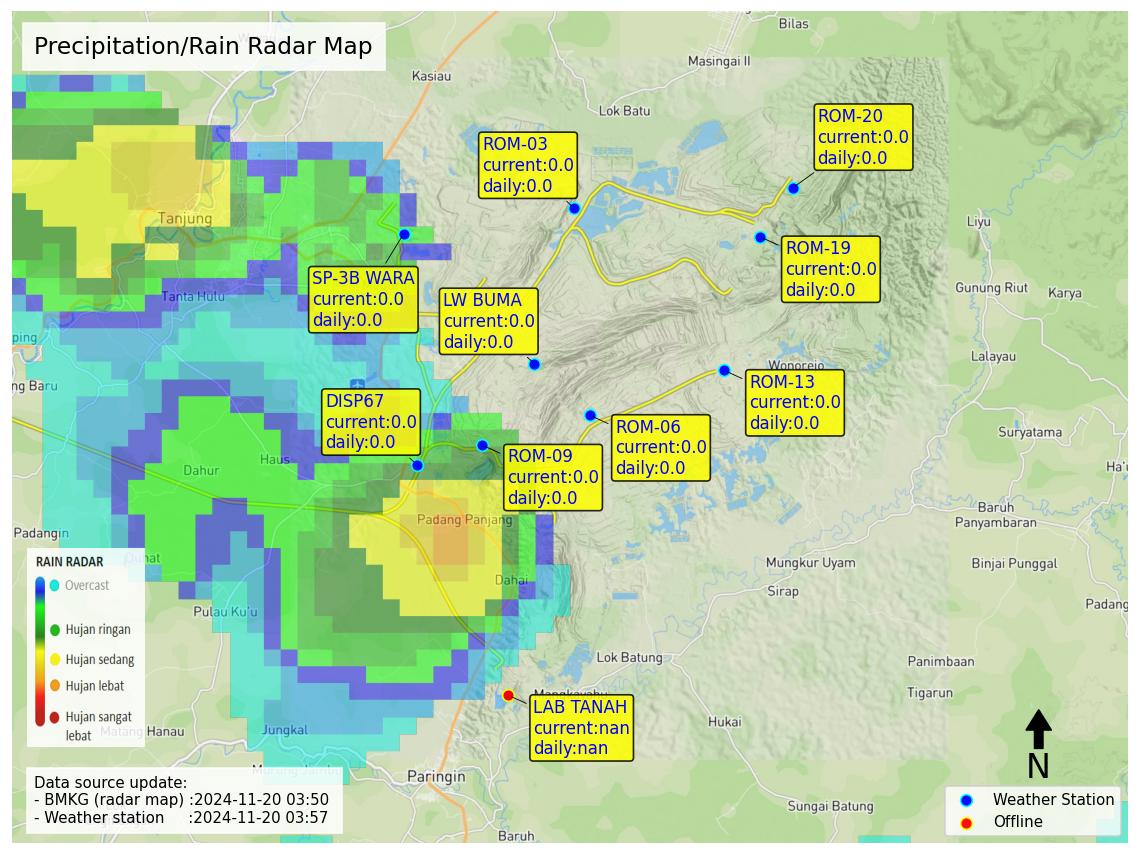 Bilas
Precipitation/Rain Radar Map
Masingai II
Kasiau
Lok Batu
ROM-20
current:0.0
daily:0.0
ROM-03
current:0.0
daily:0.0
Tanjung
Liyu
ROM-19
current:0.0
daily:0.0
SP-3B WARA
current:0.0
daily:0.0
Tanta Hulu
LW BUMA
current:0.0
daily:0.0
Gunung Riut
Karya
ping
Lalayau
Wonorejo
ng Baru
ROM-13
current:0.0
daily:0.0
DISP67
current:0.0
daily:0.0
ROM-06
current:0.0
daily:0.0
Suryatama
ROM-09
current:0.0
daily:0.0
Haus
Dahur
Ha'u
Baruh
Panyambaran
Padang Panjang
Padangin
Mungkur Uyam
Binjai Punggal
Dahai
Sirap
Padang
Pulau Ku'u
RAIN RADAR
Overcast
Hujan ringan
Hujan sedang
Hujan lebat
Hujan sangat
lebat
Lok Batung
Panimbaan
Tigarun
LAB TANAH
current:nan
daily:nan
Hukai
Manau
Jungkal
N
Paringin
Data source update:
- BMKG (radar map) :2024-11-20 03:50
- Weather station :2024-11-20 03:57
Sungai Batung
Baruh
Weather Station
Offline